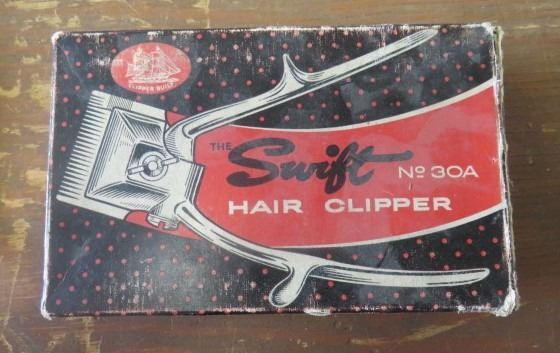 CLIPPER BUILT
THE Swift Nº 30A
HAIR CLIPPER